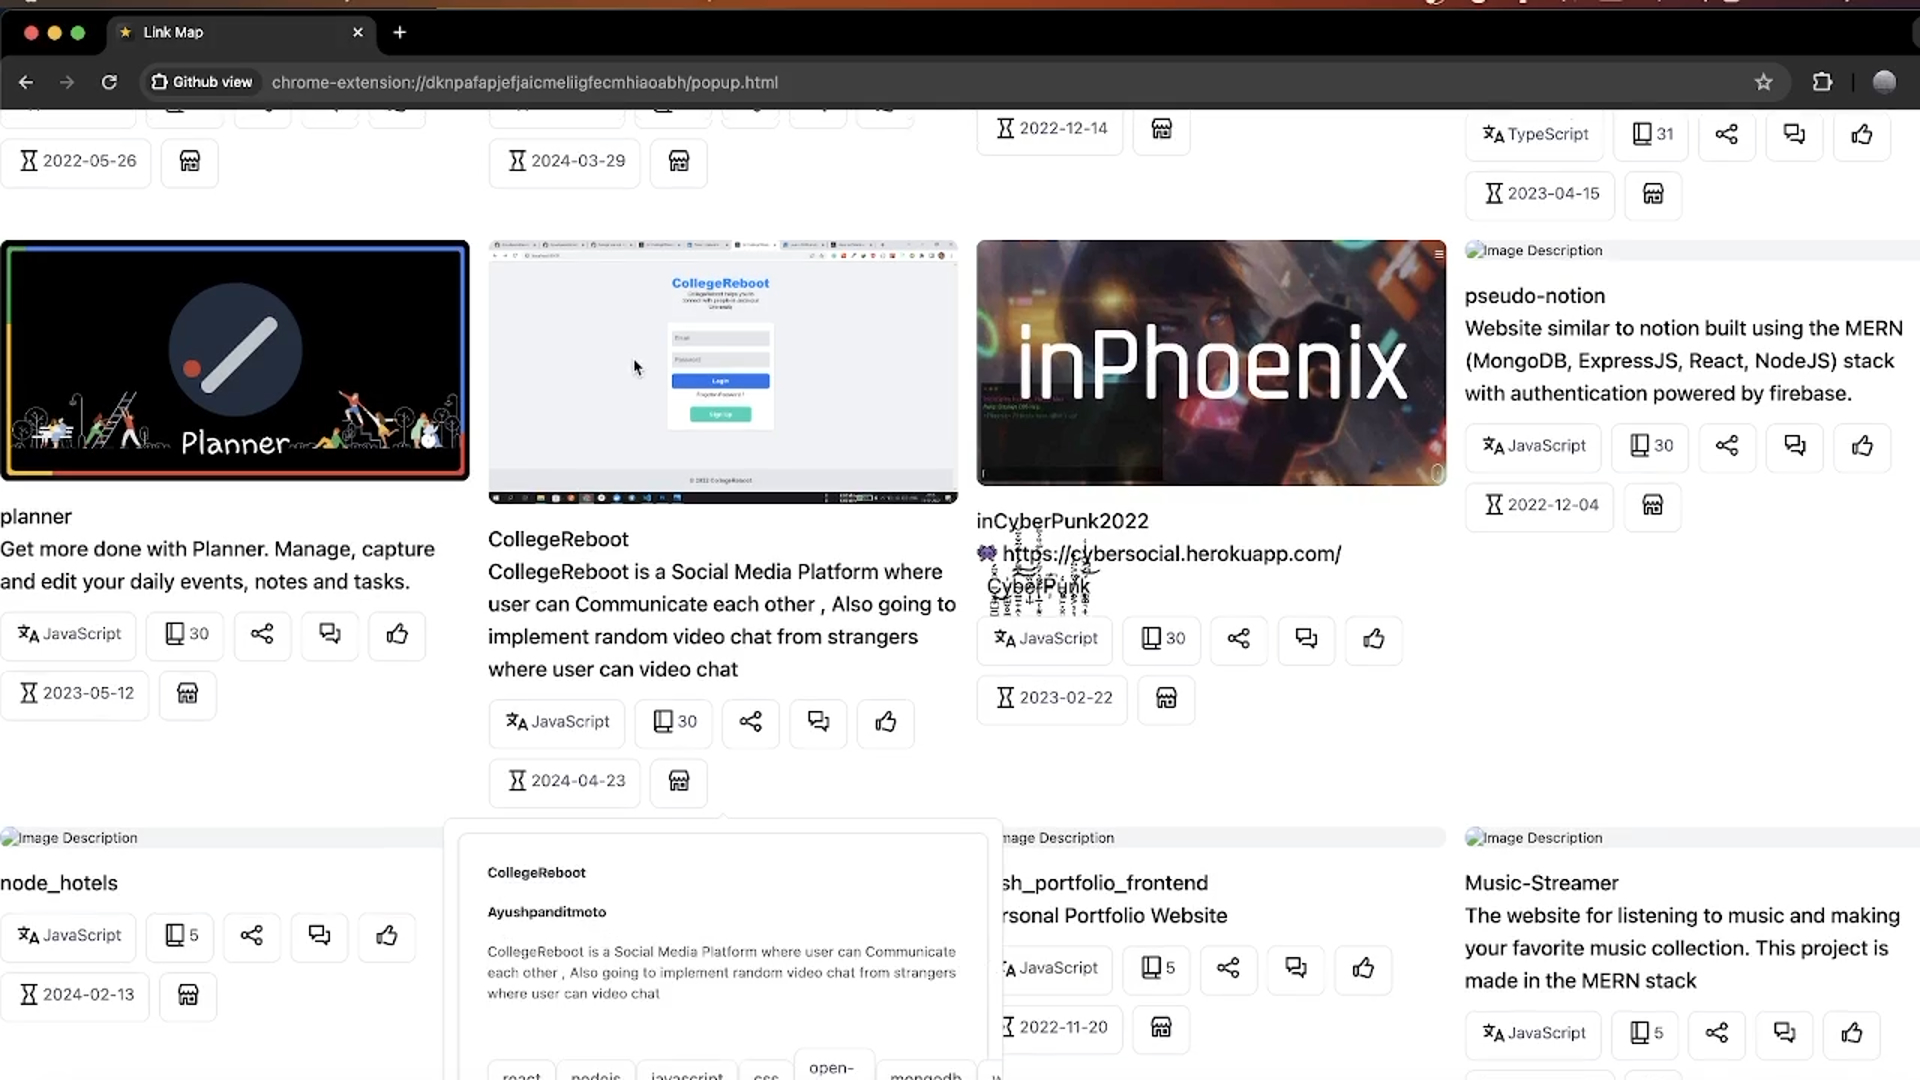 Link Map
Github view
chrome-extension://dknpafapjefjaicmeliigfecmhiaoabh/popup.html
2022-05-26
2024-03-29
2022-12-14
TypeScript
31
2023-04-15
Planner
planner
Get more done with Planner. Manage, capture
and edit your daily events, notes and tasks.
JavaScript
30
2023-05-12
CollegeReboot
Email
Password
Login
Sign Up
© 2022 CollegeReboot
CollegeReboot
CollegeReboot is a Social Media Platform where
user can Communicate each other , Also going to
implement random video chat from strangers
where user can video chat
JavaScript
30
2024-04-23
inPhoenix
inCyberPunk2022
👾 https://cybersocial.herokuapp.com/
CyberPunk
JavaScript
30
2023-02-22
Image Description
pseudo-notion
Website similar to notion built using the MERN
(MongoDB, ExpressJS, React, NodeJS) stack
with authentication powered by firebase.
JavaScript
30
2022-12-04
Image Description
node_hotels
JavaScript
5
2024-02-13
CollegeReboot
Ayushpanditmoto
CollegeReboot is a Social Media Platform where user can Communicate
each other , Also going to implement random video chat from strangers
where user can video chat
react
nodejs
javascript
css
open-
mongodb
mage Description
sh_portfolio_frontend
rsonal Portfolio Website
JavaScript
5
2022-11-20
Image Description
Music-Streamer
The website for listening to music and making
your favorite music collection. This project is
made in the MERN stack
JavaScript
5